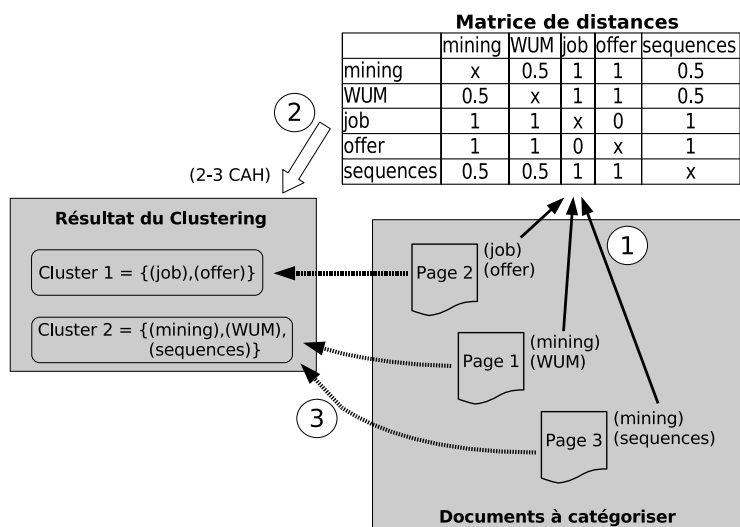 Matrice de distances
mining WUM job offer sequences
mining x 0.5 1 1 0.5
WUM 0.5 x 1 1 0.5
job 1 1 x 0 1
offer 1 1 0 x 1
sequences 0.5 0.5 1 1 x
2
(2-3 CAH)
Résultat du Clustering
Cluster 1 = {(job),(offer)}
Cluster 2 = {(mining),(WUM),
(sequences)}
3
1
(job)
(offer)
Page 2
(mining)
(WUM)
Page 1
(mining)
(sequences)
Page 3
Documents à catégoriser